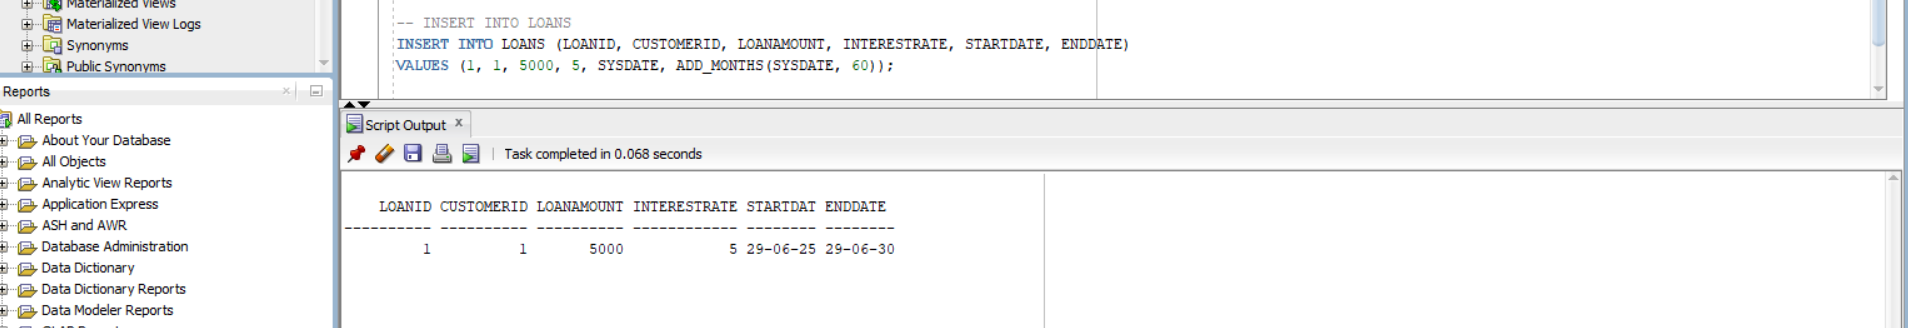 Materialized Views
Materialized View Logs
Synonyms
Public Synonyms
Reports
All Reports
About Your Database
All Objects
Analytic View Reports
Application Express
ASH and AWR
Database Administration
Data Dictionary
Data Dictionary Reports
Data Modeler Reports
-- INSERT INTO LOANS
INSERT INTO LOANS (LOANID, CUSTOMERID, LOANAMOUNT, INTERESTRATE, STARTDATE, ENDDATE)
VALUES (1, 1, 5000, 5, SYSDATE, ADD_MONTHS(SYSDATE, 60));
Script Output x
Task completed in 0.068 seconds
LOANID CUSTOMERID LOANAMOUNT INTERESTRATE STARTDAT ENDDATE
---------- ---------- ---------- ------------ -------- --------
1 1 5000 5 29-06-25 29-06-30